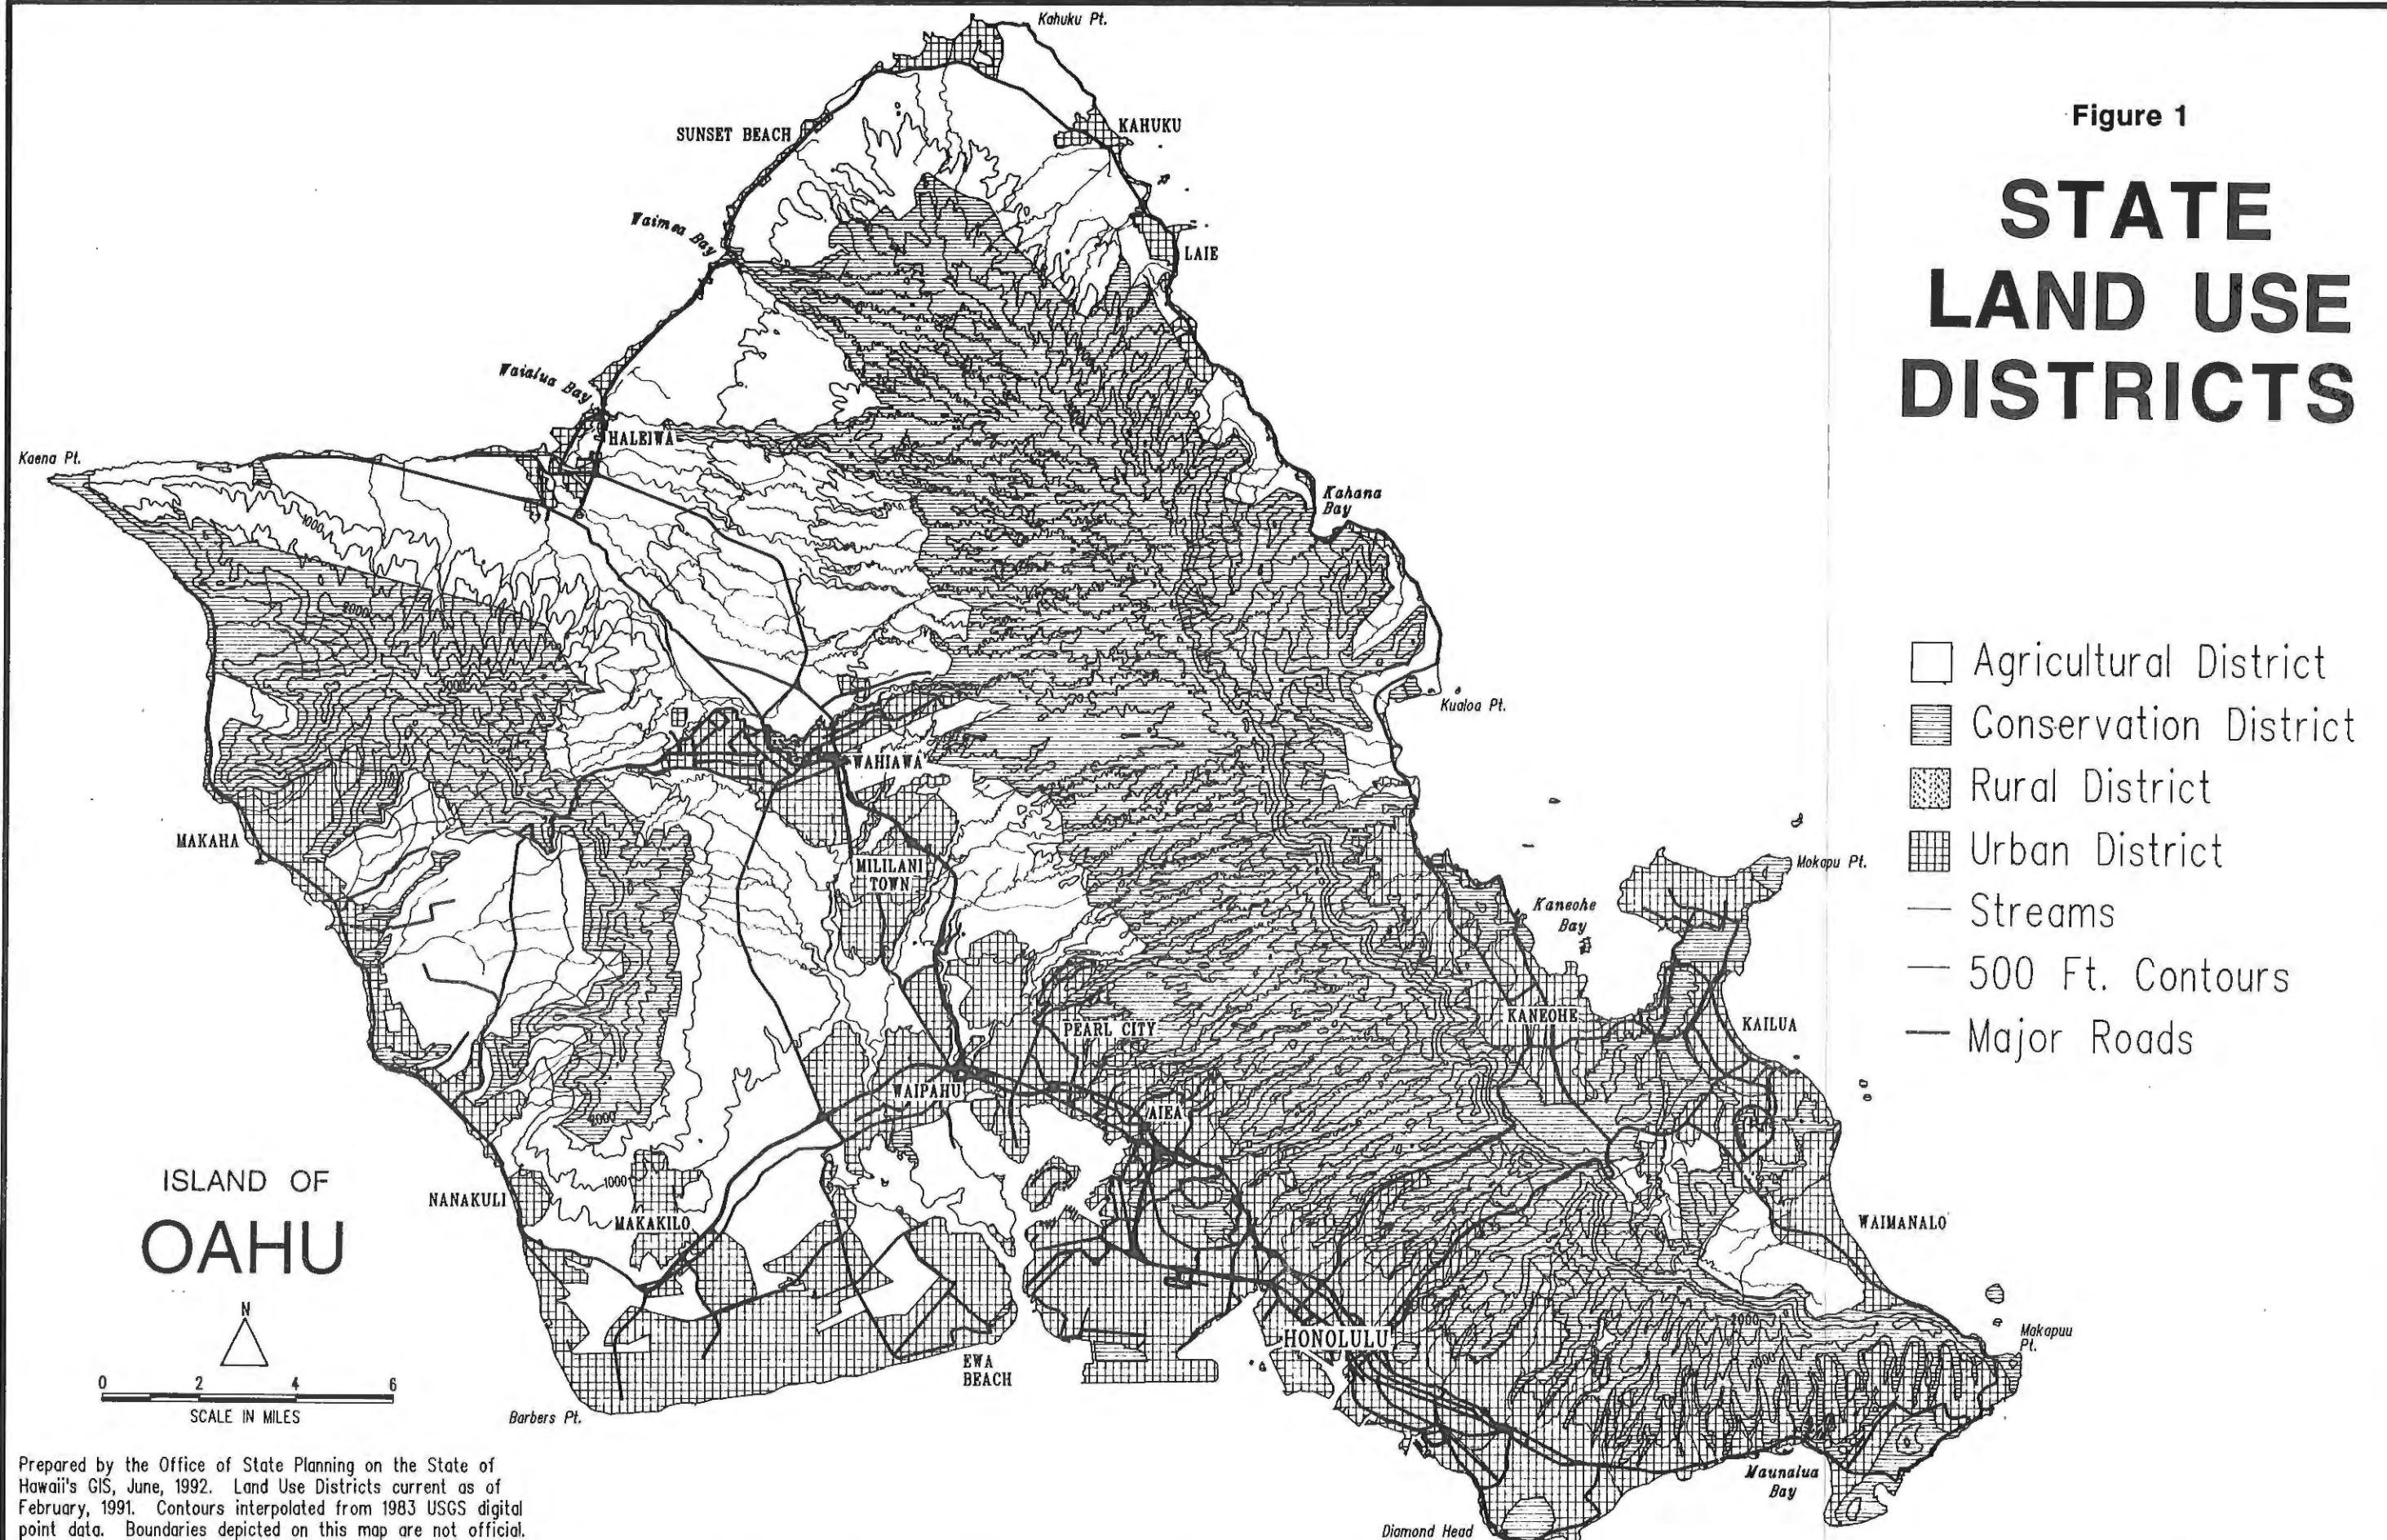 Figure 1
STATE
LAND USE
DISTRICTS
Agricultural District
Conservation District
Rural District
Urban District
Streams
500 Ft. Contours
Major Roads
Kahuku Pt.
SUNSET BEACH
KAHUKU
Waimea Bay
LAIE
Waialua Bay
HALEIWA
Kaena Pt.
Kahana
Bay
1000
2000
Kualoa Pt.
WAHIAWA
MAKAHA
MILILANI
TOWN
Mokapu Pt.
Kaneohe
Bay
KANEOHE
PEARL CITY
KAILUA
WAIPAHU
AIEA
2000
1000
NANAKULI
MAKAKILO
WAIMANALO
HONOLULU
2000
1000
Makapuu
Pt.
EWA
BEACH
Barbers Pt.
Maunalua
Bay
Diamond Head
ISLAND OF
OAHU
N
0 2 4 6
SCALE IN MILES
Prepared by the Office of State Planning on the State of
Hawaii's GIS, June, 1992. Land Use Districts current as of
February, 1991. Contours interpolated from 1983 USGS digital
point data. Boundaries depicted on this map are not official.